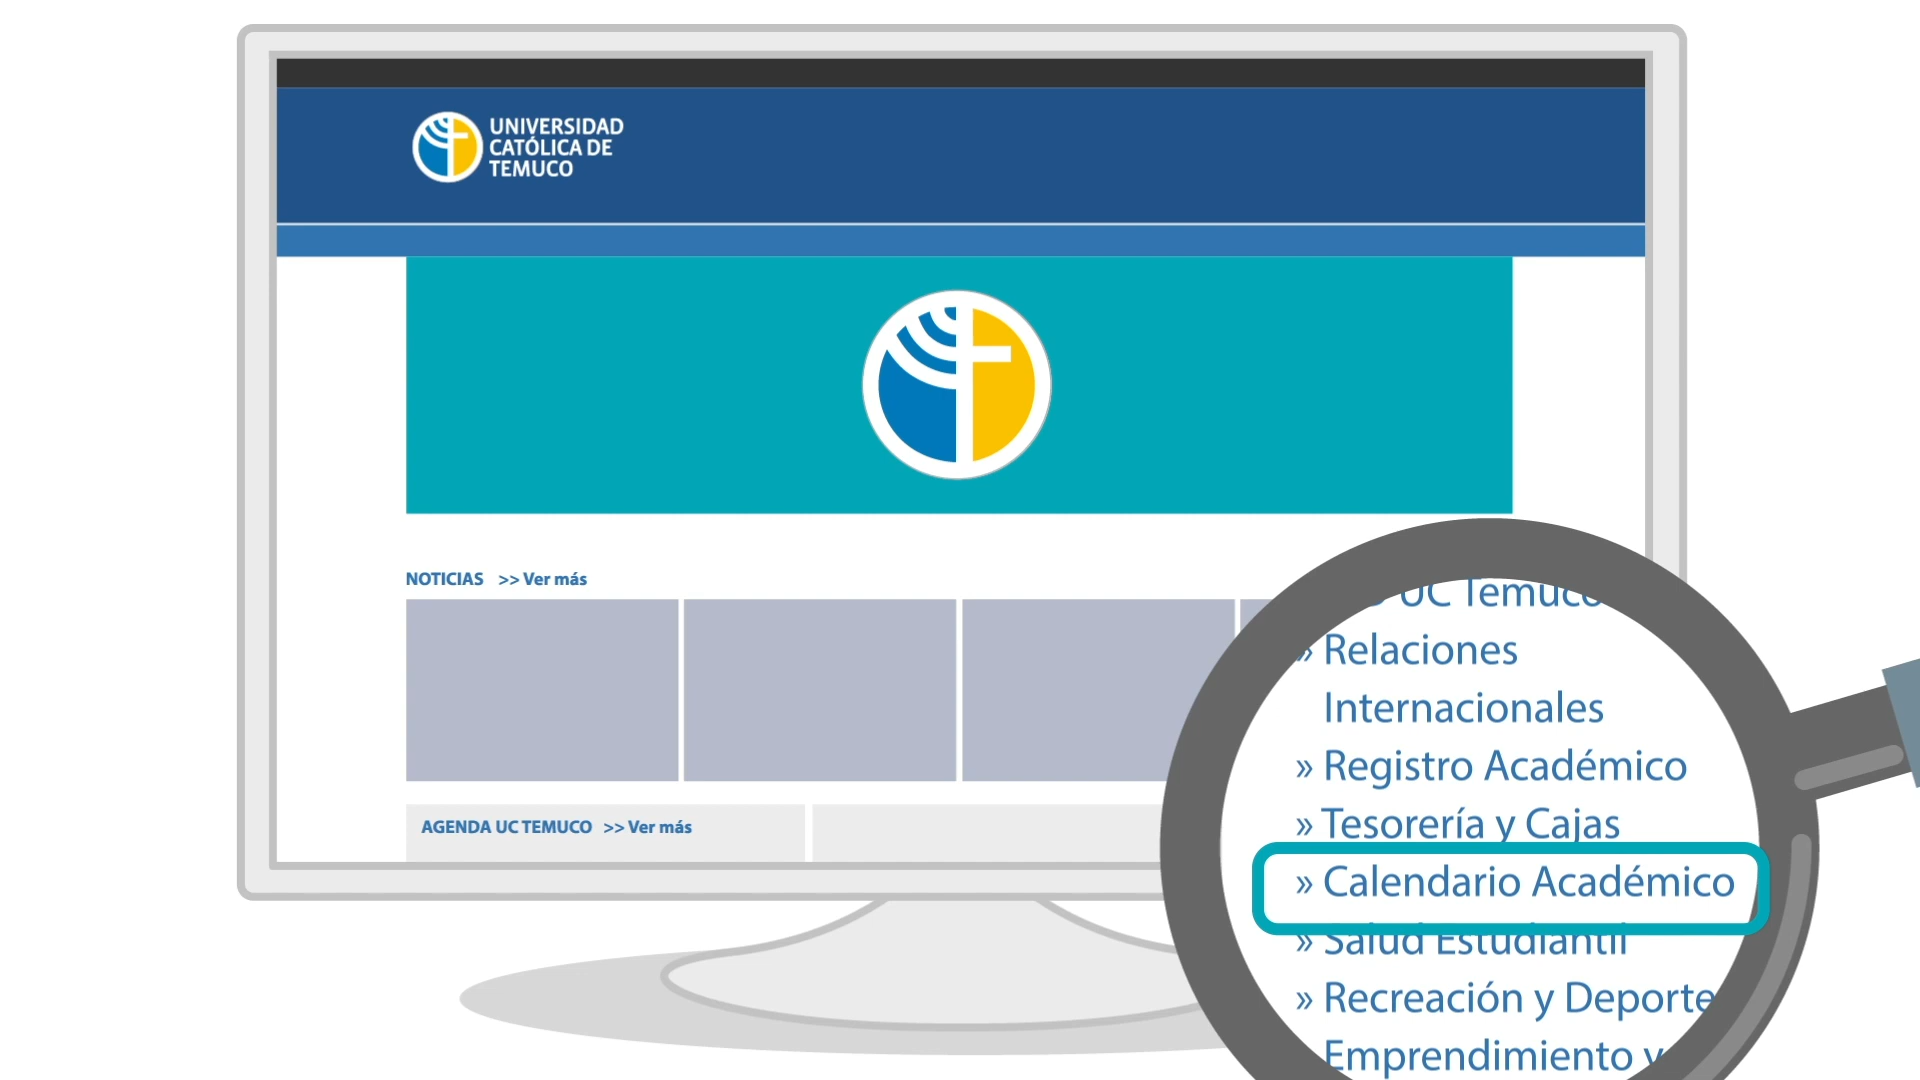 UNIVERSIDAD
CATÓLICA DE
TEMUCO
NOTICIAS >> Ver más
AGENDA UC TEMUCO >> Ver más
UC Temuco
» Relaciones
Internacionales
» Registro Académico
» Tesorería y Cajas
» Calendario Académico
» Salud Estudiantil
» Recreación y Deporte
Emprendimiento y